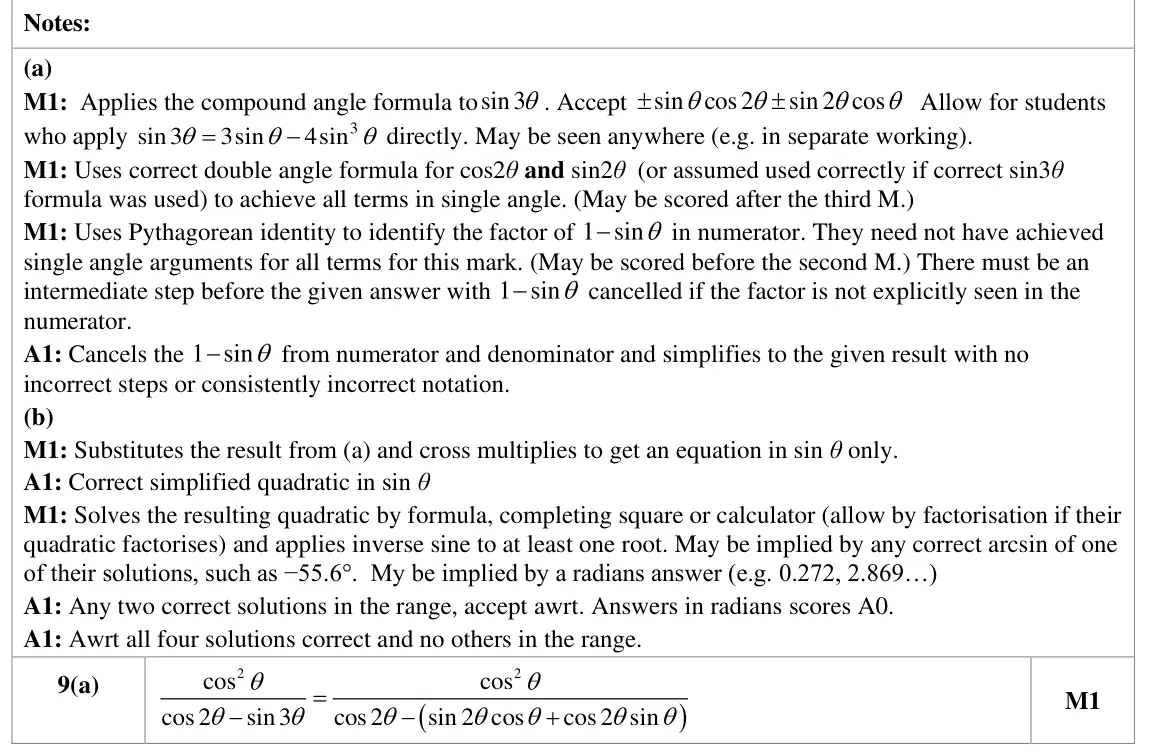 Notes:
(a)
M1: Applies the compound angle formula to sin 3θ . Accept ±sin θ cos 2θ ± sin 2θ cos θ Allow for students
who apply sin 3θ = 3sin θ − 4sin³ θ directly. May be seen anywhere (e.g. in separate working).
M1: Uses correct double angle formula for cos2θ and sin2θ (or assumed used correctly if correct sin3θ
formula was used) to achieve all terms in single angle. (May be scored after the third M.)
M1: Uses Pythagorean identity to identify the factor of 1 − sin θ in numerator. They need not have achieved
single angle arguments for all terms for this mark. (May be scored before the second M.) There must be an
intermediate step before the given answer with 1 − sin θ cancelled if the factor is not explicitly seen in the
numerator.
A1: Cancels the 1 − sin θ from numerator and denominator and simplifies to the given result with no
incorrect steps or consistently incorrect notation.
(b)
M1: Substitutes the result from (a) and cross multiplies to get an equation in sin θ only.
A1: Correct simplified quadratic in sin θ
M1: Solves the resulting quadratic by formula, completing square or calculator (allow by factorisation if their
quadratic factorises) and applies inverse sine to at least one root. May be implied by any correct arcsin of one
of their solutions, such as −55.6°. My be implied by a radians answer (e.g. 0.272, 2.869…)
A1: Any two correct solutions in the range, accept awrt. Answers in radians scores A0.
A1: Awrt all four solutions correct and no others in the range.
9(a) cos² θ / (cos 2θ − sin 3θ) = cos² θ / (cos 2θ − (sin 2θ cos θ + cos 2θ sin θ)) M1